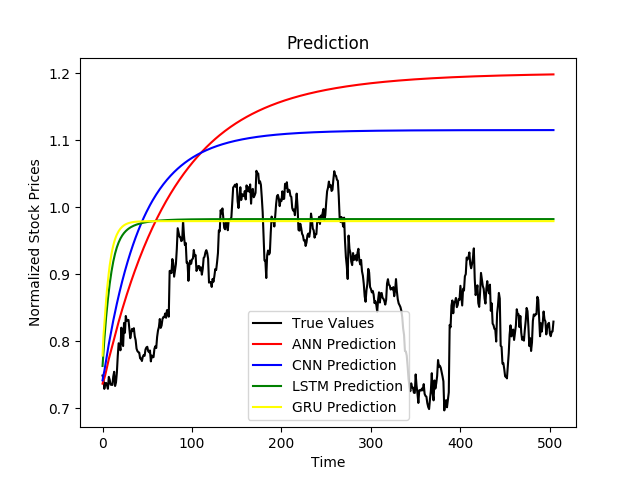 Prediction
Normalized Stock Prices
1.2
1.1
1.0
0.9
0.8
0.7
True Values
ANN Prediction
CNN Prediction
LSTM Prediction
GRU Prediction
0 100 200 300 400 500
Time